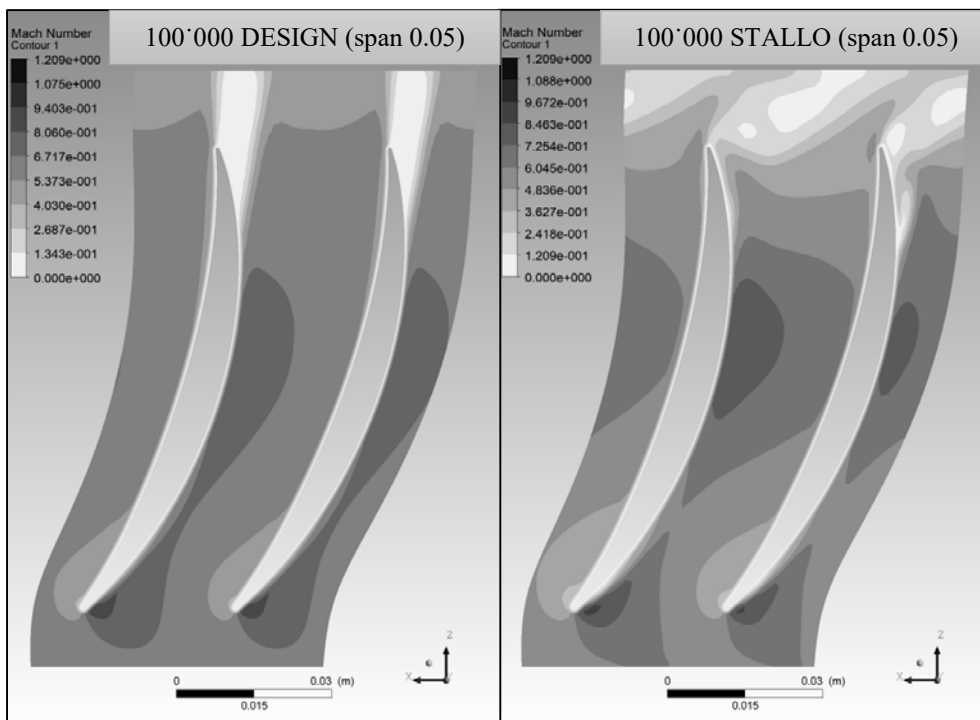 Mach Number
Contour 1
1.209e+000
1.075e+000
9.403e-001
8.060e-001
6.717e-001
5.373e-001
4.030e-001
2.687e-001
1.343e-001
0.000e+000
100˙000 DESIGN (span 0.05)
Z
X
Y
0 0.03 (m)
0.015
Mach Number
Contour 1
1.209e+000
1.088e+000
9.672e-001
8.463e-001
7.254e-001
6.045e-001
4.836e-001
3.627e-001
2.418e-001
1.209e-001
0.000e+000
100˙000 STALLO (span 0.05)
Z
X
Y
0 0.03 (m)
0.015